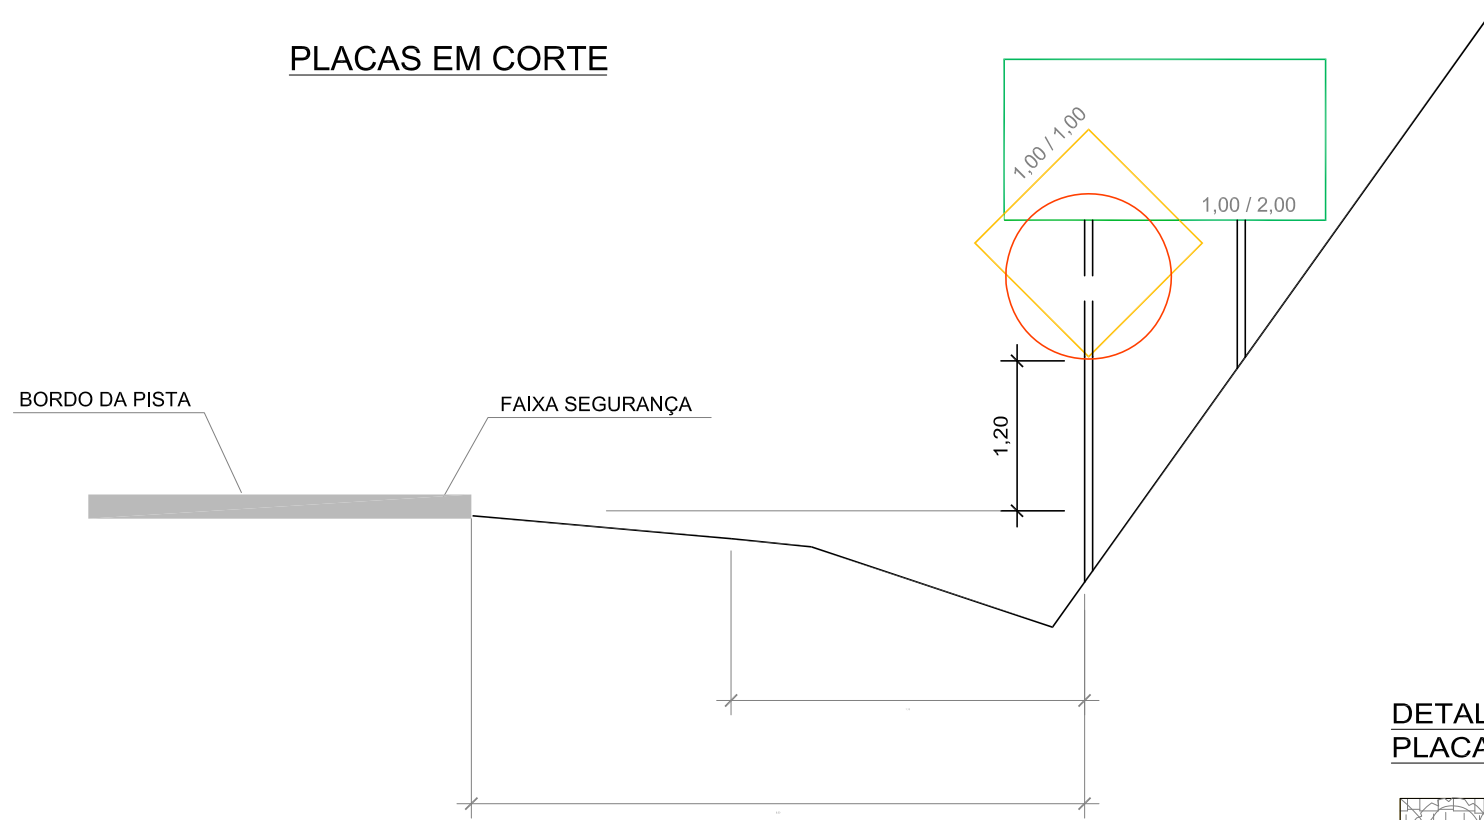 PLACAS EM CORTE
1,00 / 1,00
1,00 / 2,00
BORDO DA PISTA
FAIXA SEGURANÇA
1,20
DETAL
PLACA